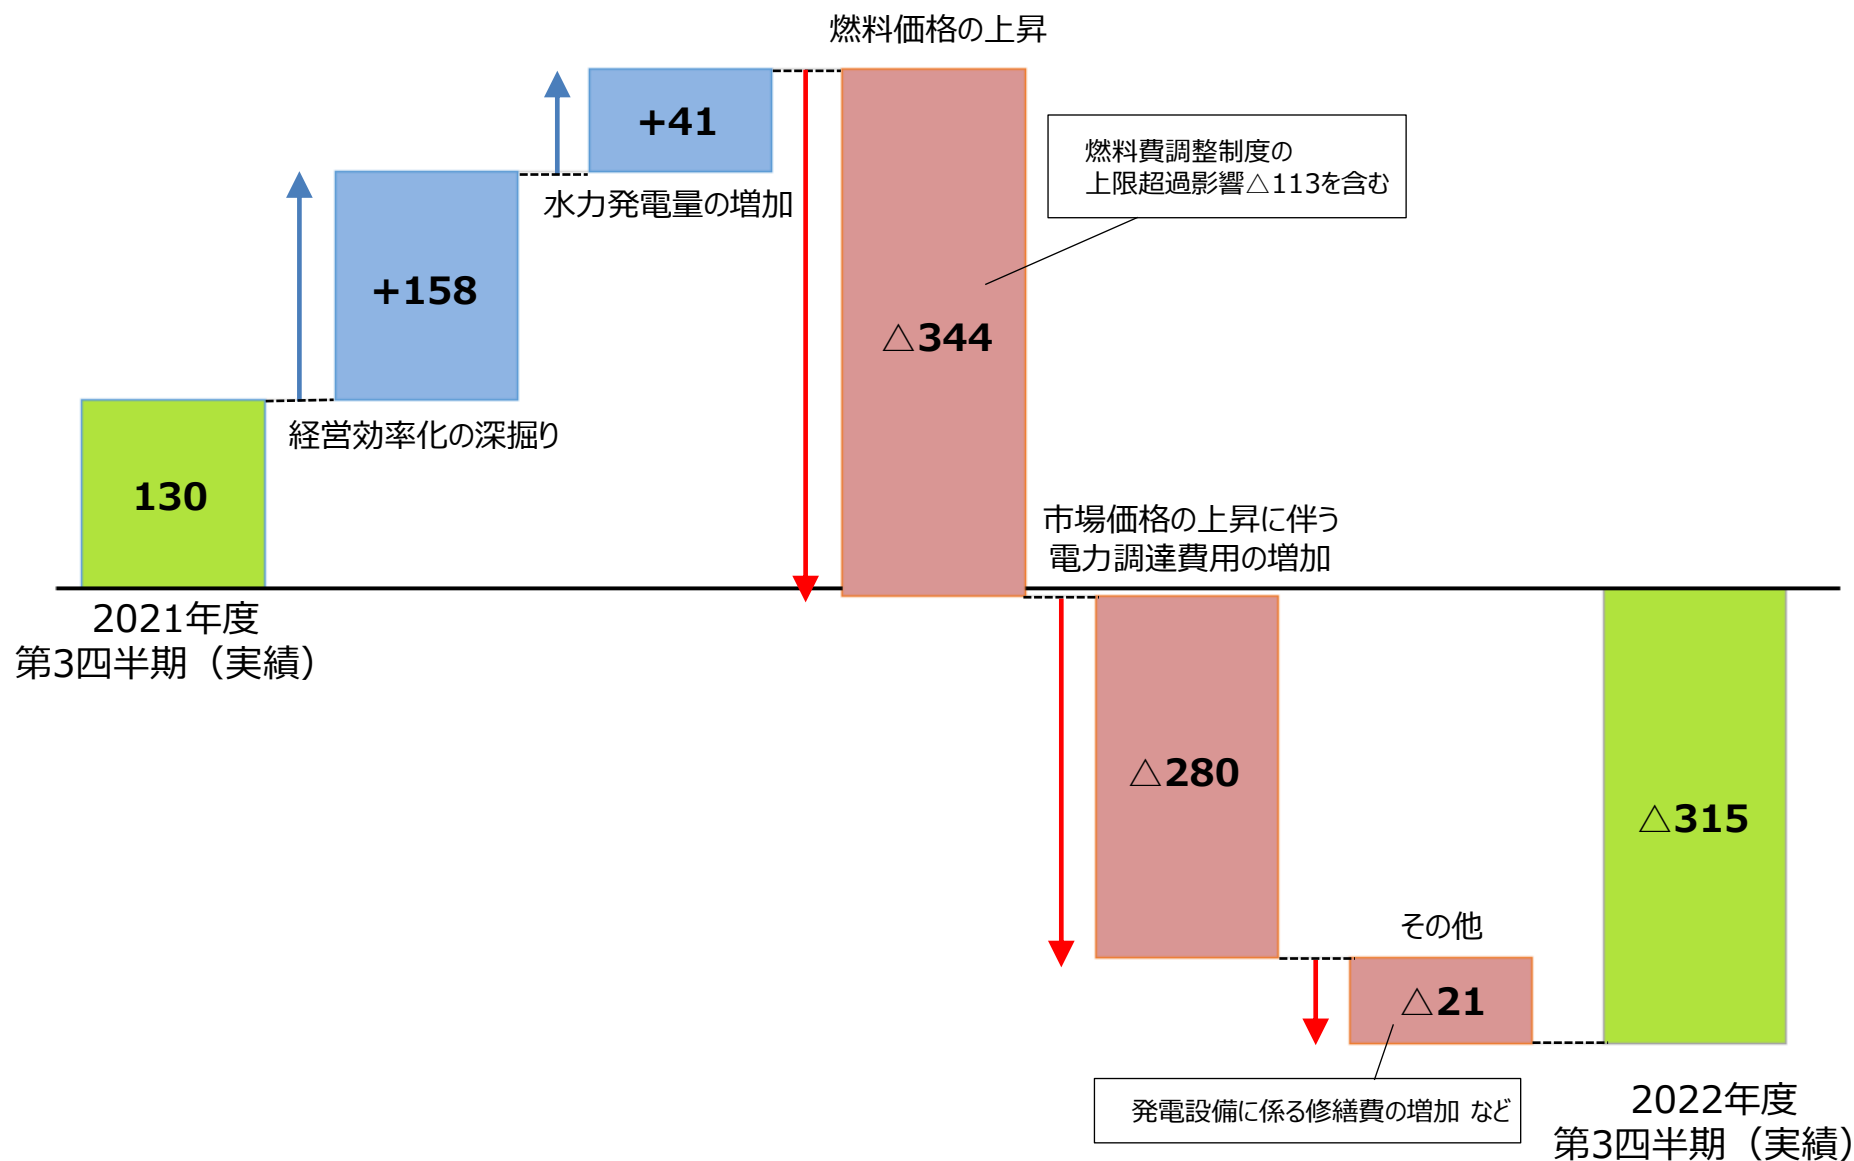 燃料価格の上昇
+41
燃料費調整制度の
上限超過影響△113を含む
水力発電量の増加
+158
△344
経営効率化の深掘り
130
市場価格の上昇に伴う
電力調達費用の増加
2021年度
第3四半期（実績）
△280
△315
その他
△21
発電設備に係る修繕費の増加 など
2022年度
第3四半期（実績）